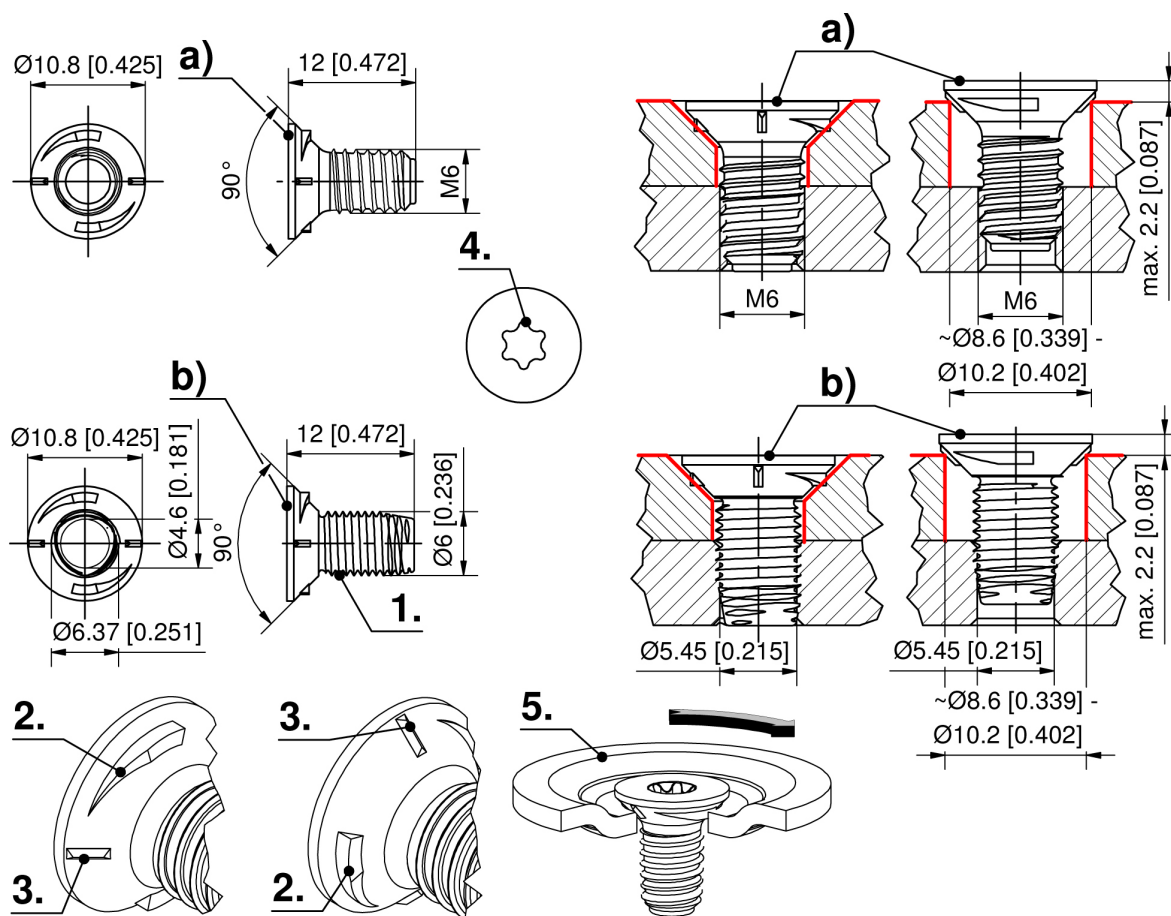 a)
Ø10.8 [0.425]
12 [0.472]
90°
M6
4.
a)
M6
M6
max. 2.2 [0.087]
~Ø8.6 [0.339] -
Ø10.2 [0.402]
b)
Ø10.8 [0.425]
Ø4.6 [0.181]
12 [0.472]
90°
Ø6 [0.236]
1.
Ø6.37 [0.251]
b)
max. 2.2 [0.087]
Ø5.45 [0.215]
Ø5.45 [0.215]
~Ø8.6 [0.339] -
Ø10.2 [0.402]
2.
3.
3.
2.
5.